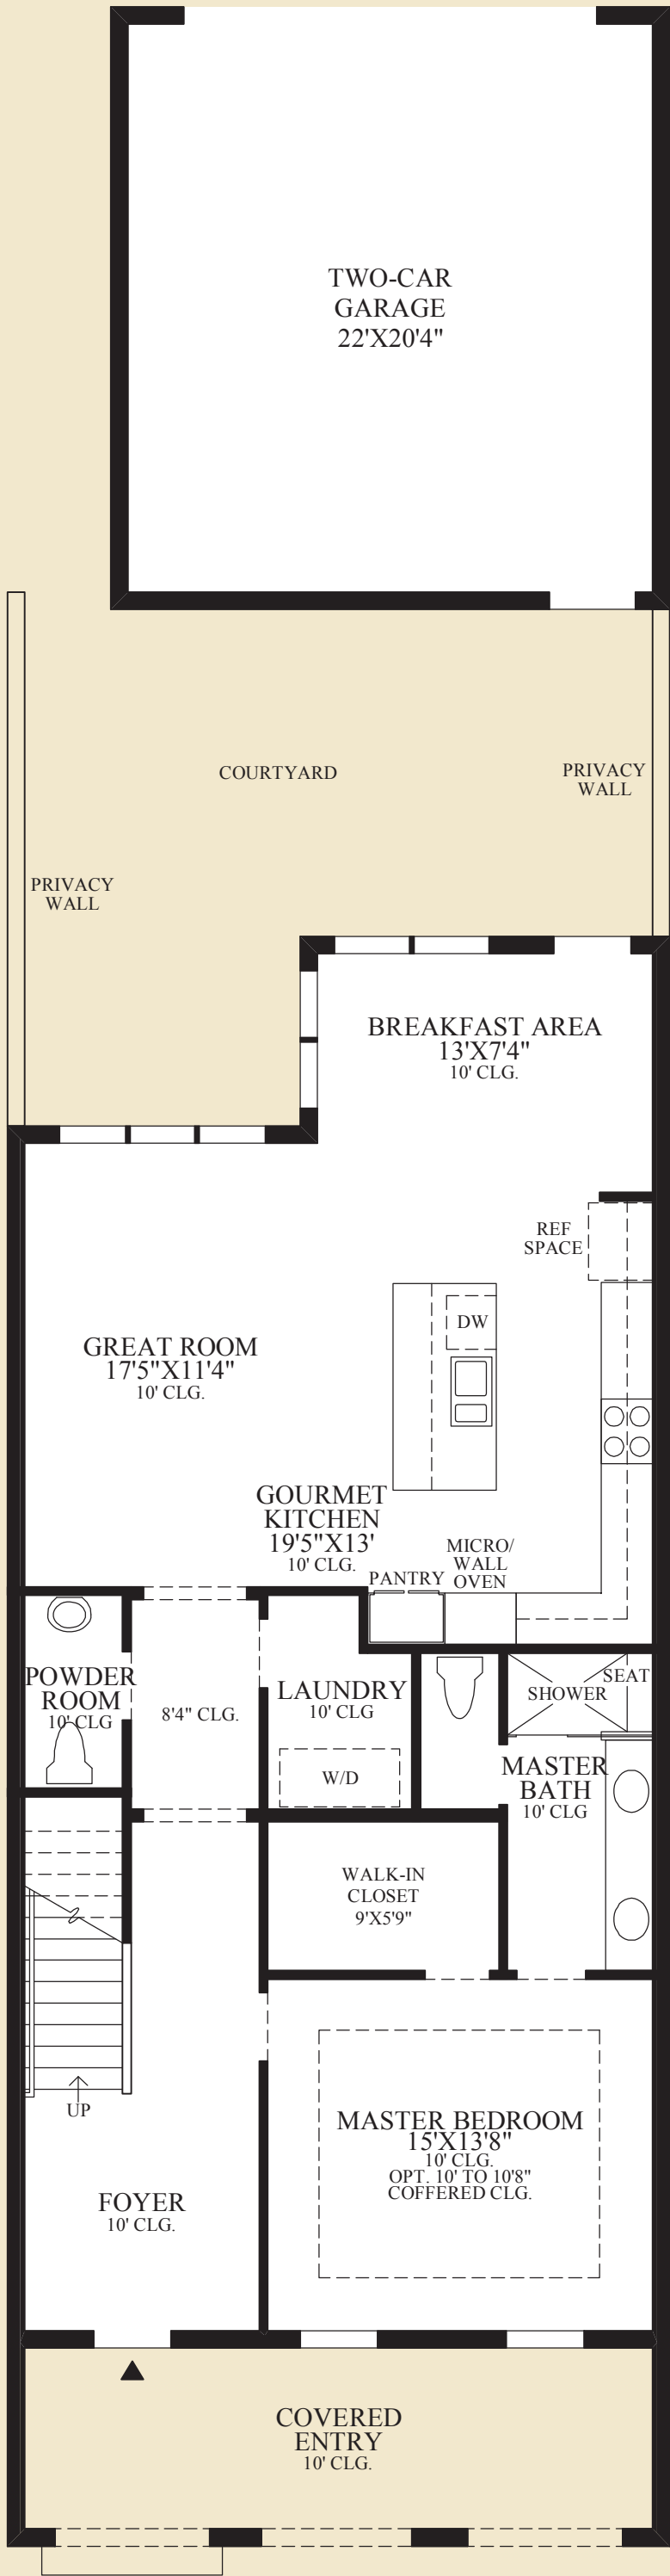 TWO-CAR
GARAGE
22'X20'4"
COURTYARD
PRIVACY
WALL
PRIVACY
WALL
BREAKFAST AREA
13'X7'4"
10' CLG.
REF
SPACE
DW
GREAT ROOM
17'5"X11'4"
10' CLG.
GOURMET
KITCHEN
19'5"X13'
10' CLG.
MICRO/
WALL
OVEN
PANTRY
POWDER
ROOM
10' CLG
8'4" CLG.
LAUNDRY
10' CLG
W/D
SHOWER
SEAT
MASTER
BATH
10' CLG
WALK-IN
CLOSET
9'X5'9"
UP
MASTER BEDROOM
15'X13'8"
10' CLG.
OPT. 10' TO 10'8"
COFFERED CLG.
FOYER
10' CLG.
COVERED
ENTRY
10' CLG.